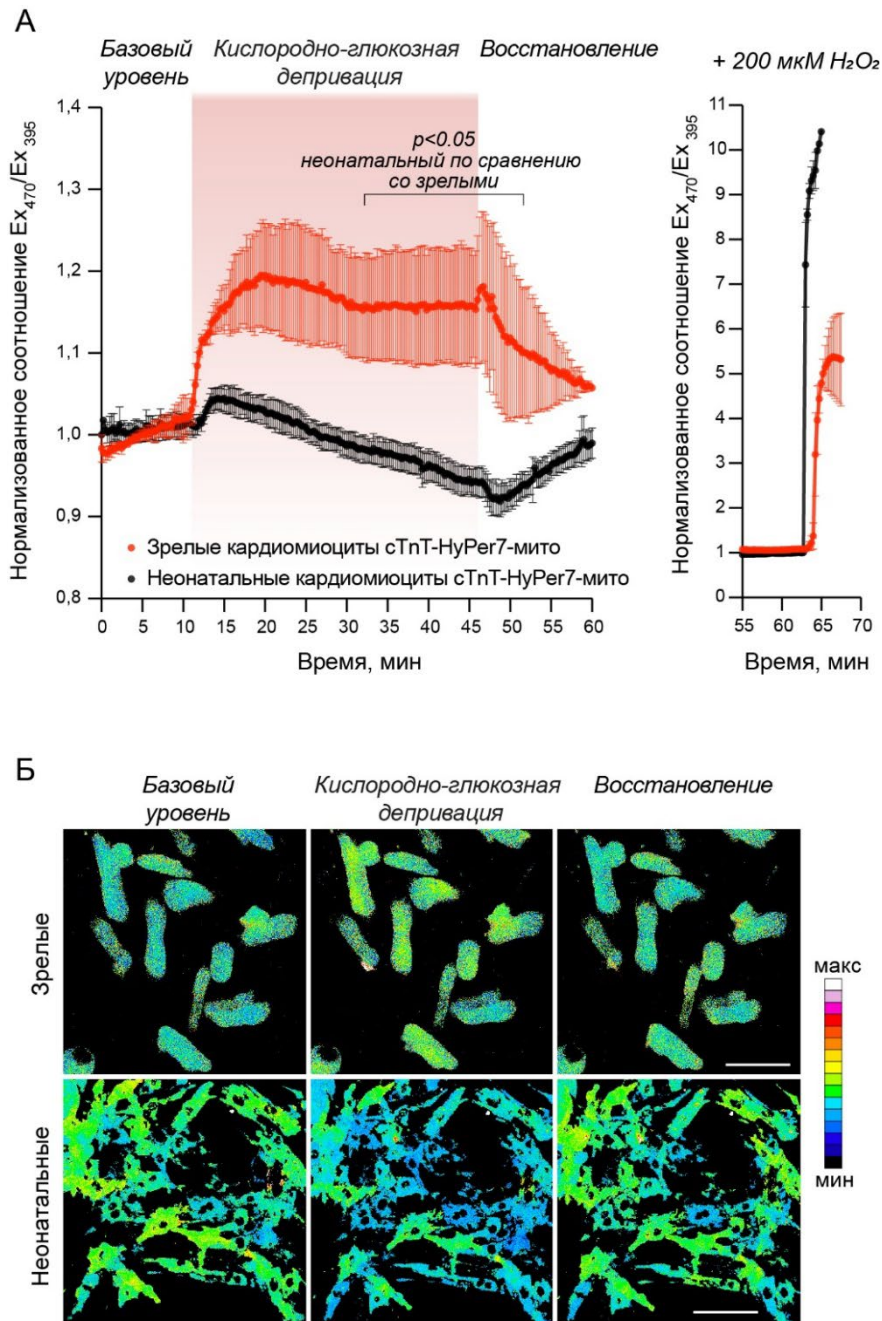 А
Базовый
уровень
Кислородно-глюкозная
депривация
Восстановление
+ 200 мкМ H₂O₂
Нормализованное соотношение Ex₄₇₀/Ex₃₉₅
1,4
1,3
1,2
1,1
1,0
0,9
0,8
p<0.05
неонатальный по сравнению
со зрелыми
Зрелые кардиомиоциты cTnT-HyPer7-мито
Неонатальные кардиомиоциты cTnT-HyPer7-мито
0 5 10 15 20 25 30 35 40 45 50 55 60
Время, мин
Нормализованное соотношение Ex₄₇₀/Ex₃₉₅
11
10
9
8
7
6
5
4
3
2
1
0
55 60 65 70
Время, мин
Б
Базовый
уровень
Кислородно-глюкозная
депривация
Восстановление
Зрелые
Неонатальные
макс
мин